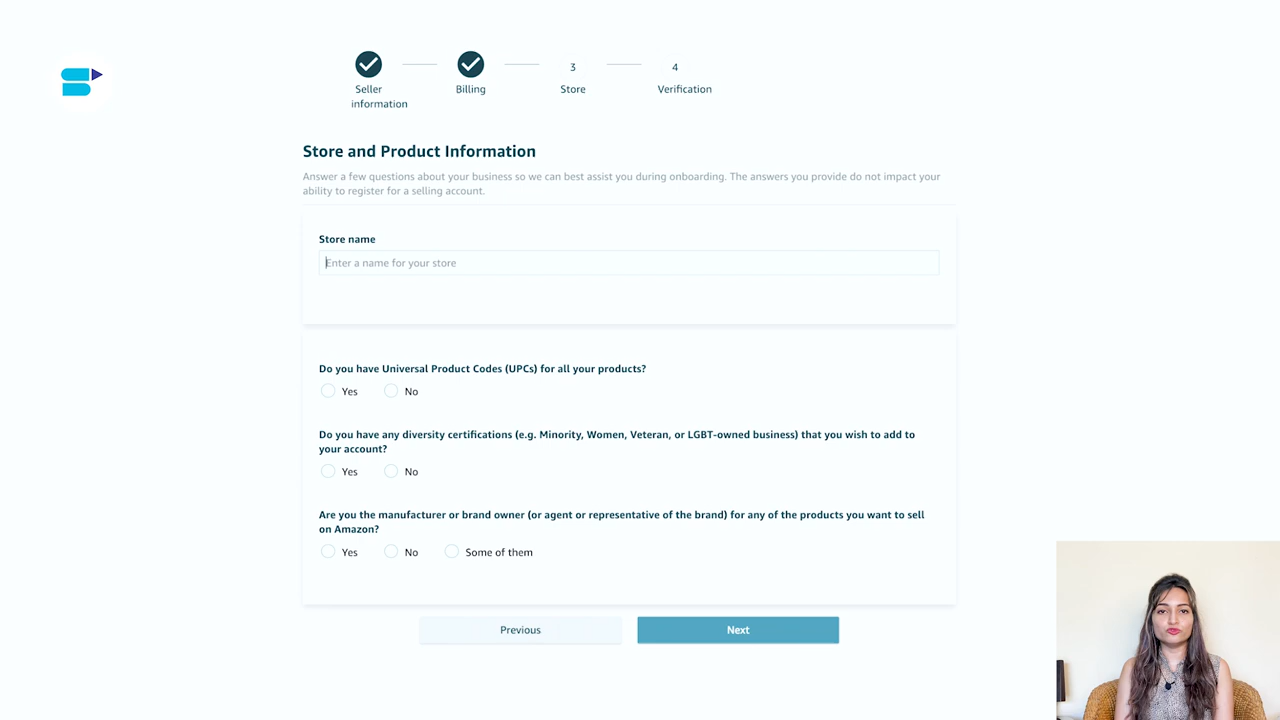 3
4
Seller
information
Billing
Store
Verification
Store and Product Information
Answer a few questions about your business so we can best assist you during onboarding. The answers you provide do not impact your
ability to register for a selling account.
Store name
Enter a name for your store
Do you have Universal Product Codes (UPCs) for all your products?
Yes
No
Do you have any diversity certifications (e.g. Minority, Women, Veteran, or LGBT-owned business) that you wish to add to
your account?
Yes
No
Are you the manufacturer or brand owner (or agent or representative of the brand) for any of the products you want to sell
on Amazon?
Yes
No
Some of them
Previous
Next